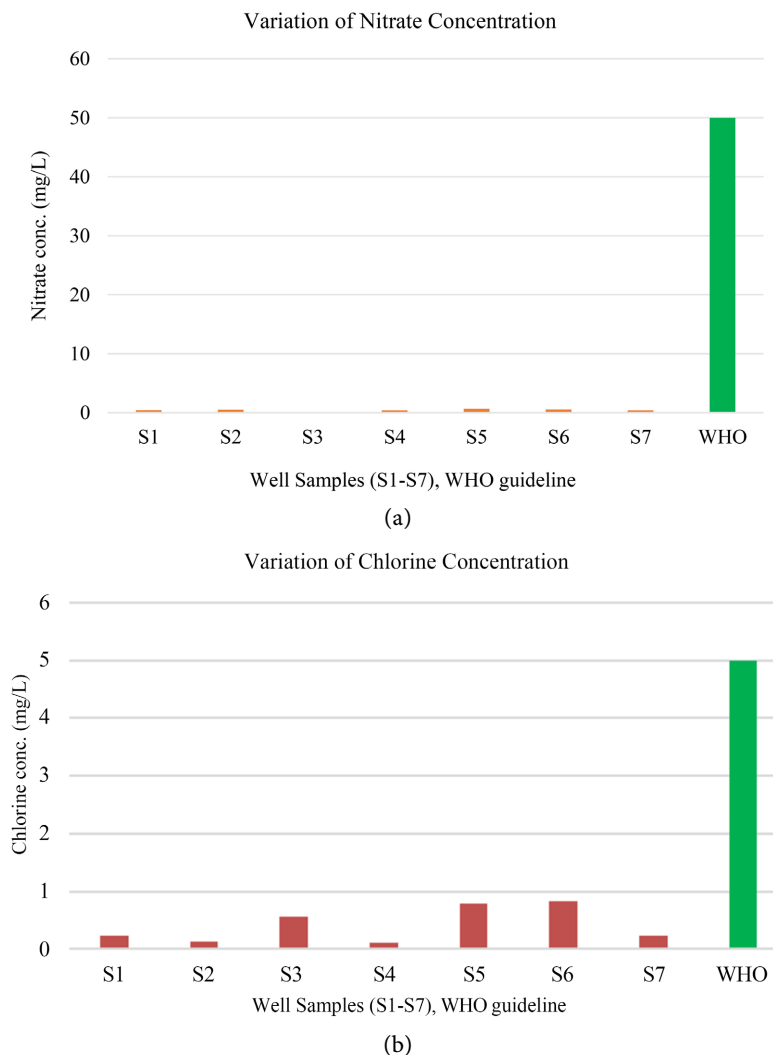 Variation of Nitrate Concentration
60
50
40
30
20
10
0
Nitrate conc. (mg/L)
S1 S2 S3 S4 S5 S6 S7 WHO
Well Samples (S1-S7), WHO guideline
(a)
Variation of Chlorine Concentration
6
5
4
3
2
1
0
Chlorine conc. (mg/L)
S1 S2 S3 S4 S5 S6 S7 WHO
Well Samples (S1-S7), WHO guideline
(b)